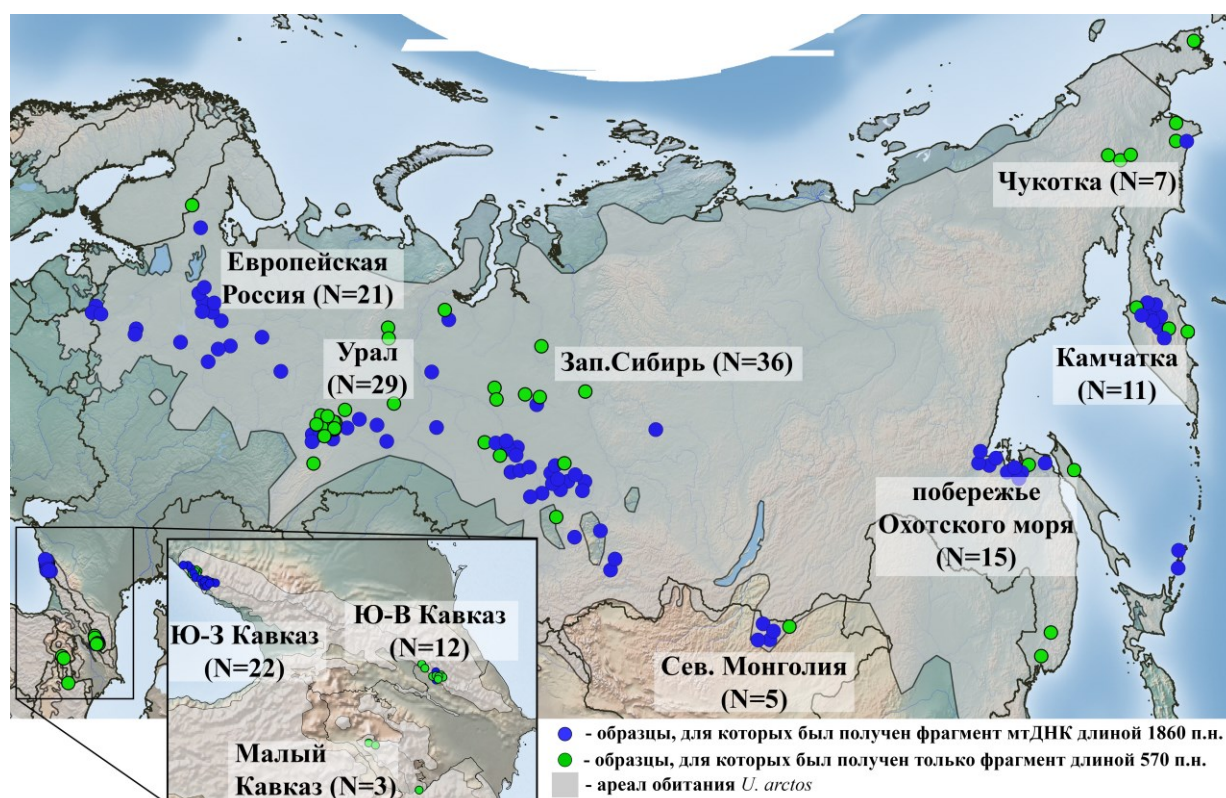 Чукотка (N=7)
Европейская
Россия (N=21)
Урал
(N=29)
Зап.Сибирь (N=36)
Камчатка
(N=11)
побережье
Охотского моря
(N=15)
Ю-З Кавказ
(N=22)
Ю-В Кавказ
(N=12)
Малый
Кавказ (N=3)
Сев. Монголия
(N=5)
- образцы, для которых был получен фрагмент мтДНК длиной 1860 п.н.
- образцы, для которых был получен только фрагмент длиной 570 п.н.
- ареал обитания U. arctos